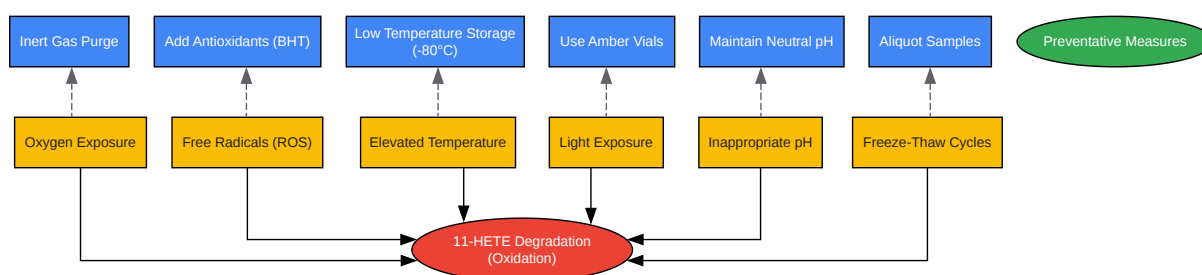 Inert Gas Purge
Add Antioxidants (BHT)
Low Temperature Storage
(-80°C)
Use Amber Vials
Maintain Neutral pH
Aliquot Samples
Preventative Measures
Oxygen Exposure
Free Radicals (ROS)
Elevated Temperature
Light Exposure
Inappropriate pH
Freeze-Thaw Cycles
11-HETE Degradation
(Oxidation)